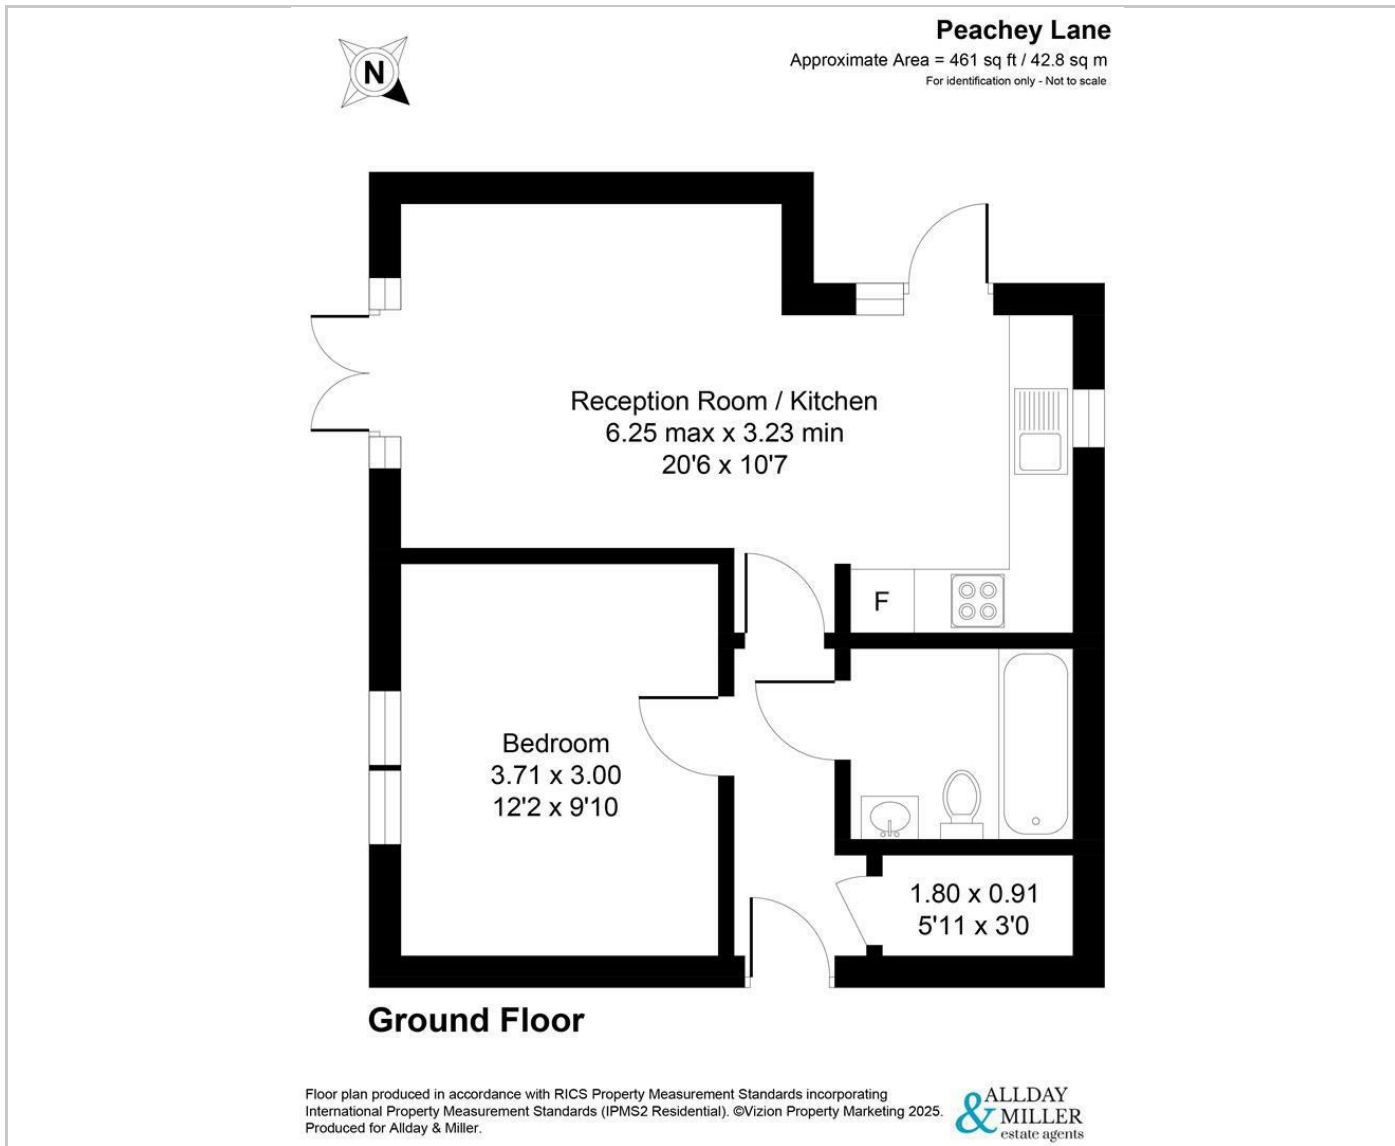 Peachey Lane
Approximate Area = 461 sq ft / 42.8 sq m
For identification only - Not to scale
N
Reception Room / Kitchen
6.25 max x 3.23 min
20'6 x 10'7
F
Bedroom
3.71 x 3.00
12'2 x 9'10
1.80 x 0.91
5'11 x 3'0
Ground Floor
Floor plan produced in accordance with RICS Property Measurement Standards incorporating
International Property Measurement Standards (IPMS2 Residential). ©Vizion Property Marketing 2025.
Produced for Allday & Miller.
ALLDAY
& MILLER
estate agents